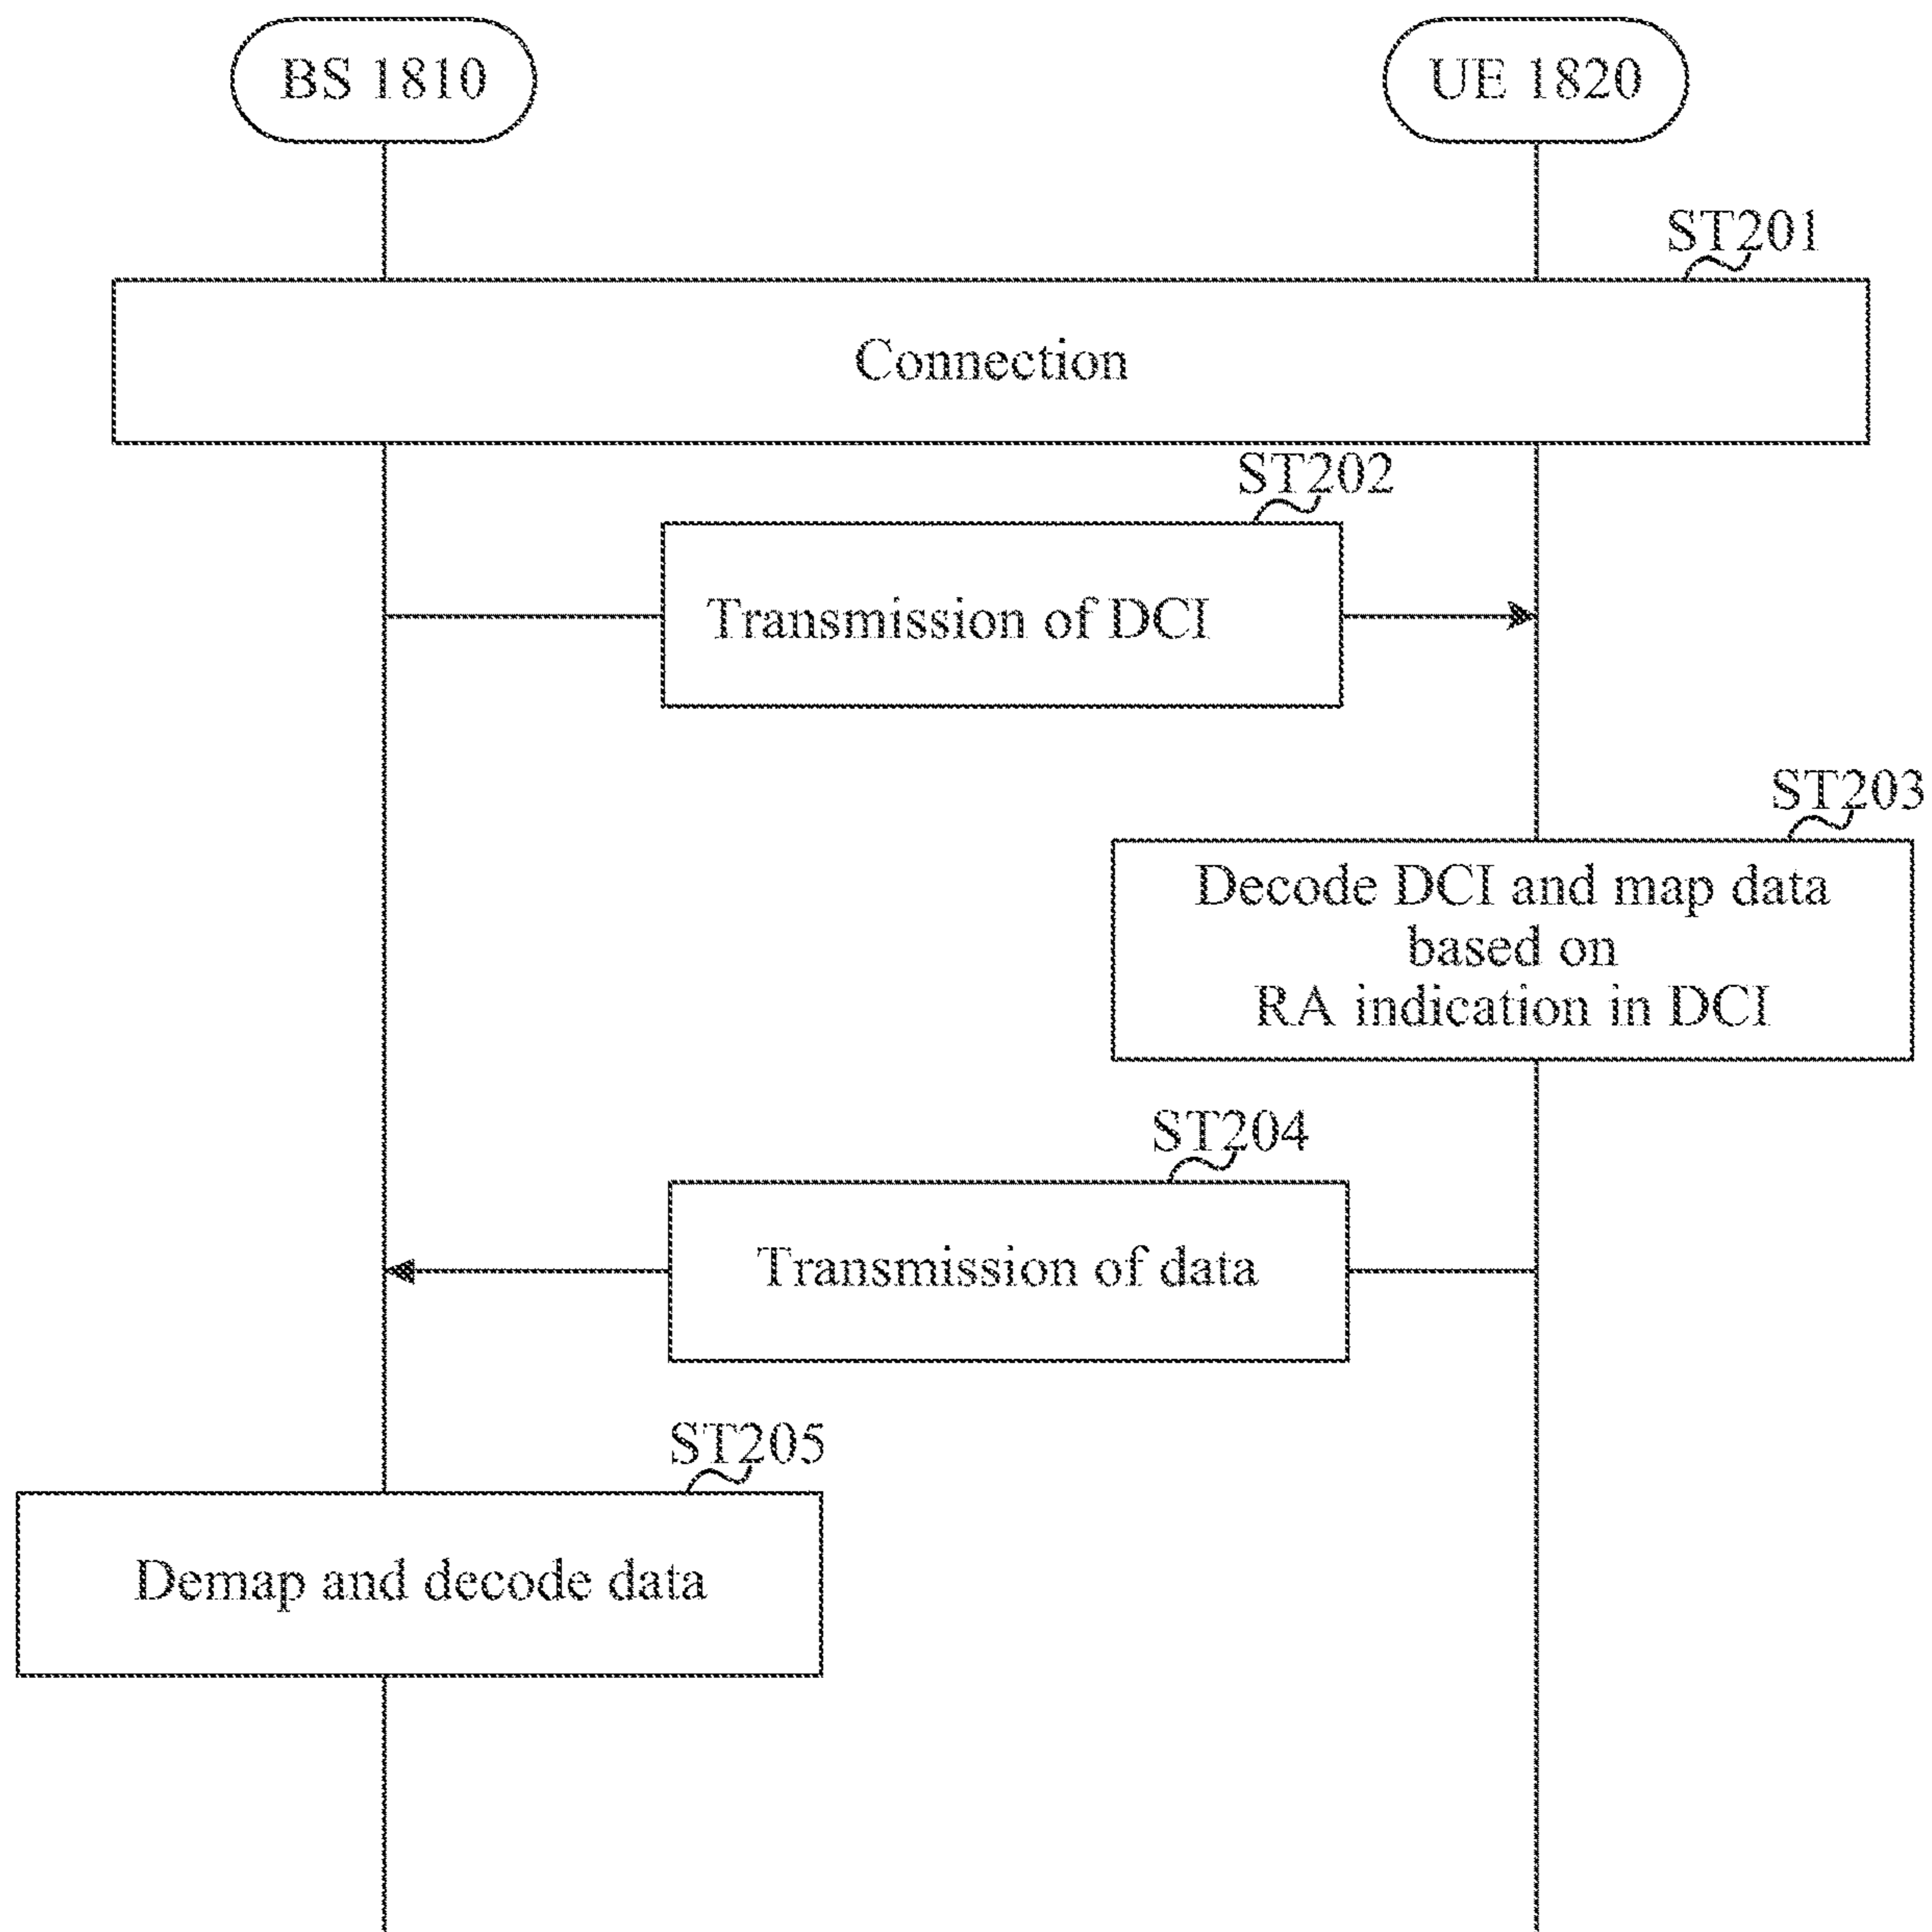 BS 1810
UE 1820
ST201
Connection
ST202
Transmission of DCI
ST203
Decode DCI and map data
based on
RA indication in DCI
ST204
Transmission of data
ST205
Demap and decode data